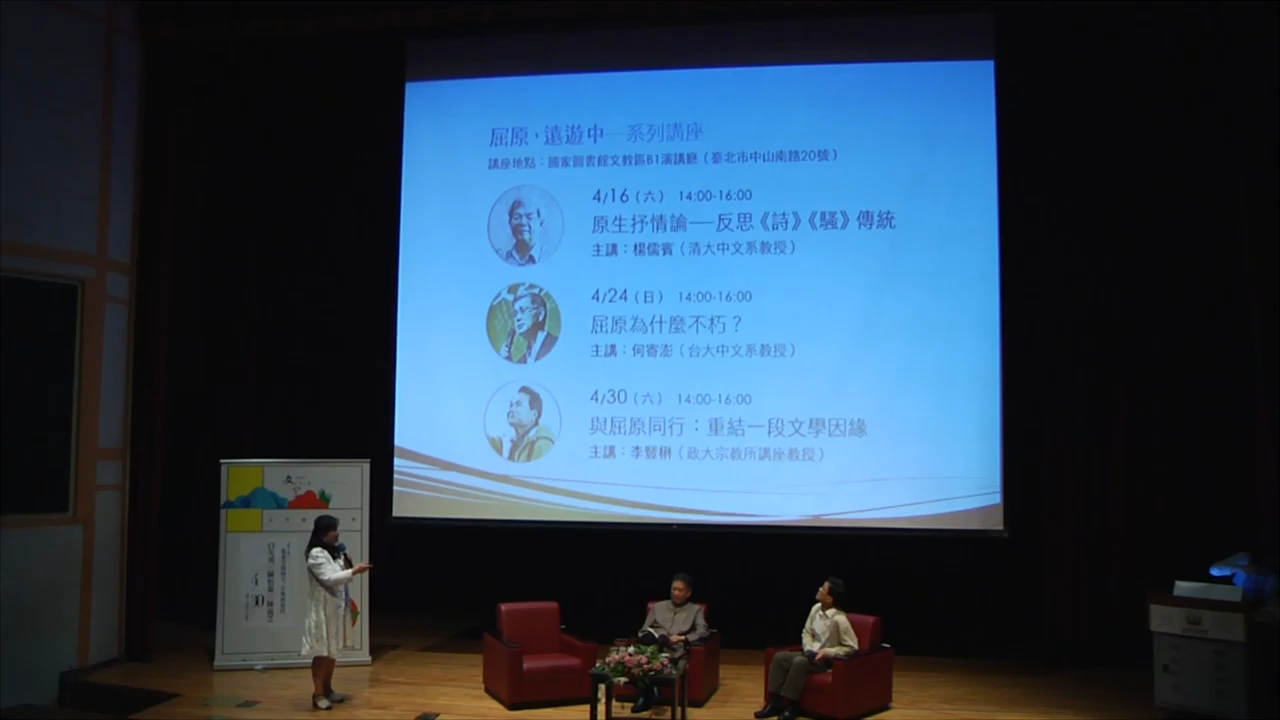 屈原，遠遊中—系列講座
講座地點：國家圖書館文教區B1演講廳（臺北市中山南路20號）
4/16（六） 14:00-16:00
原生抒情論——反思《詩》《騷》傳統
主講：楊儒賓（清大中文系教授）
4/24（日） 14:00-16:00
屈原為什麼不朽？
主講：何寄澎（台大中文系教授）
4/30（六） 14:00-16:00
與屈原同行：重結一段文學因緣
主講：李豐楙（政大宗教所講座教授）